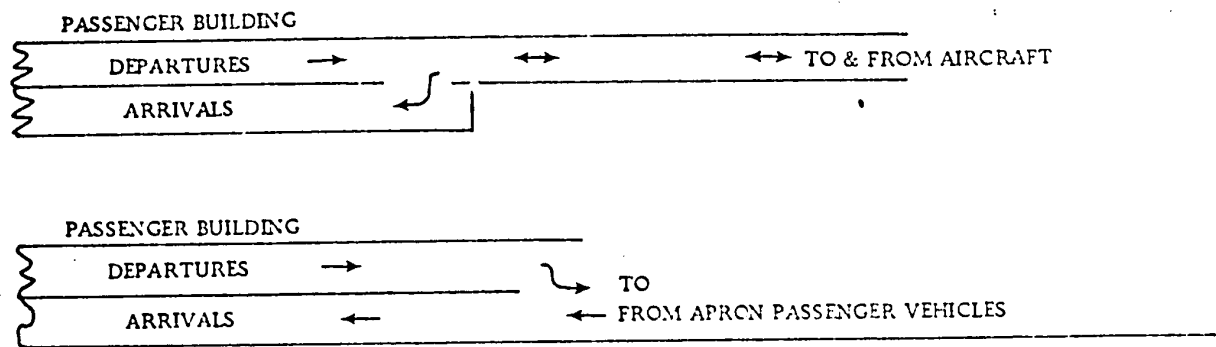 PASSENGER BUILDING
DEPARTURES
TO & FROM AIRCRAFT
ARRIVALS
PASSENGER BUILDING
DEPARTURES
TO
ARRIVALS
FROM APRON PASSENGER VEHICLES